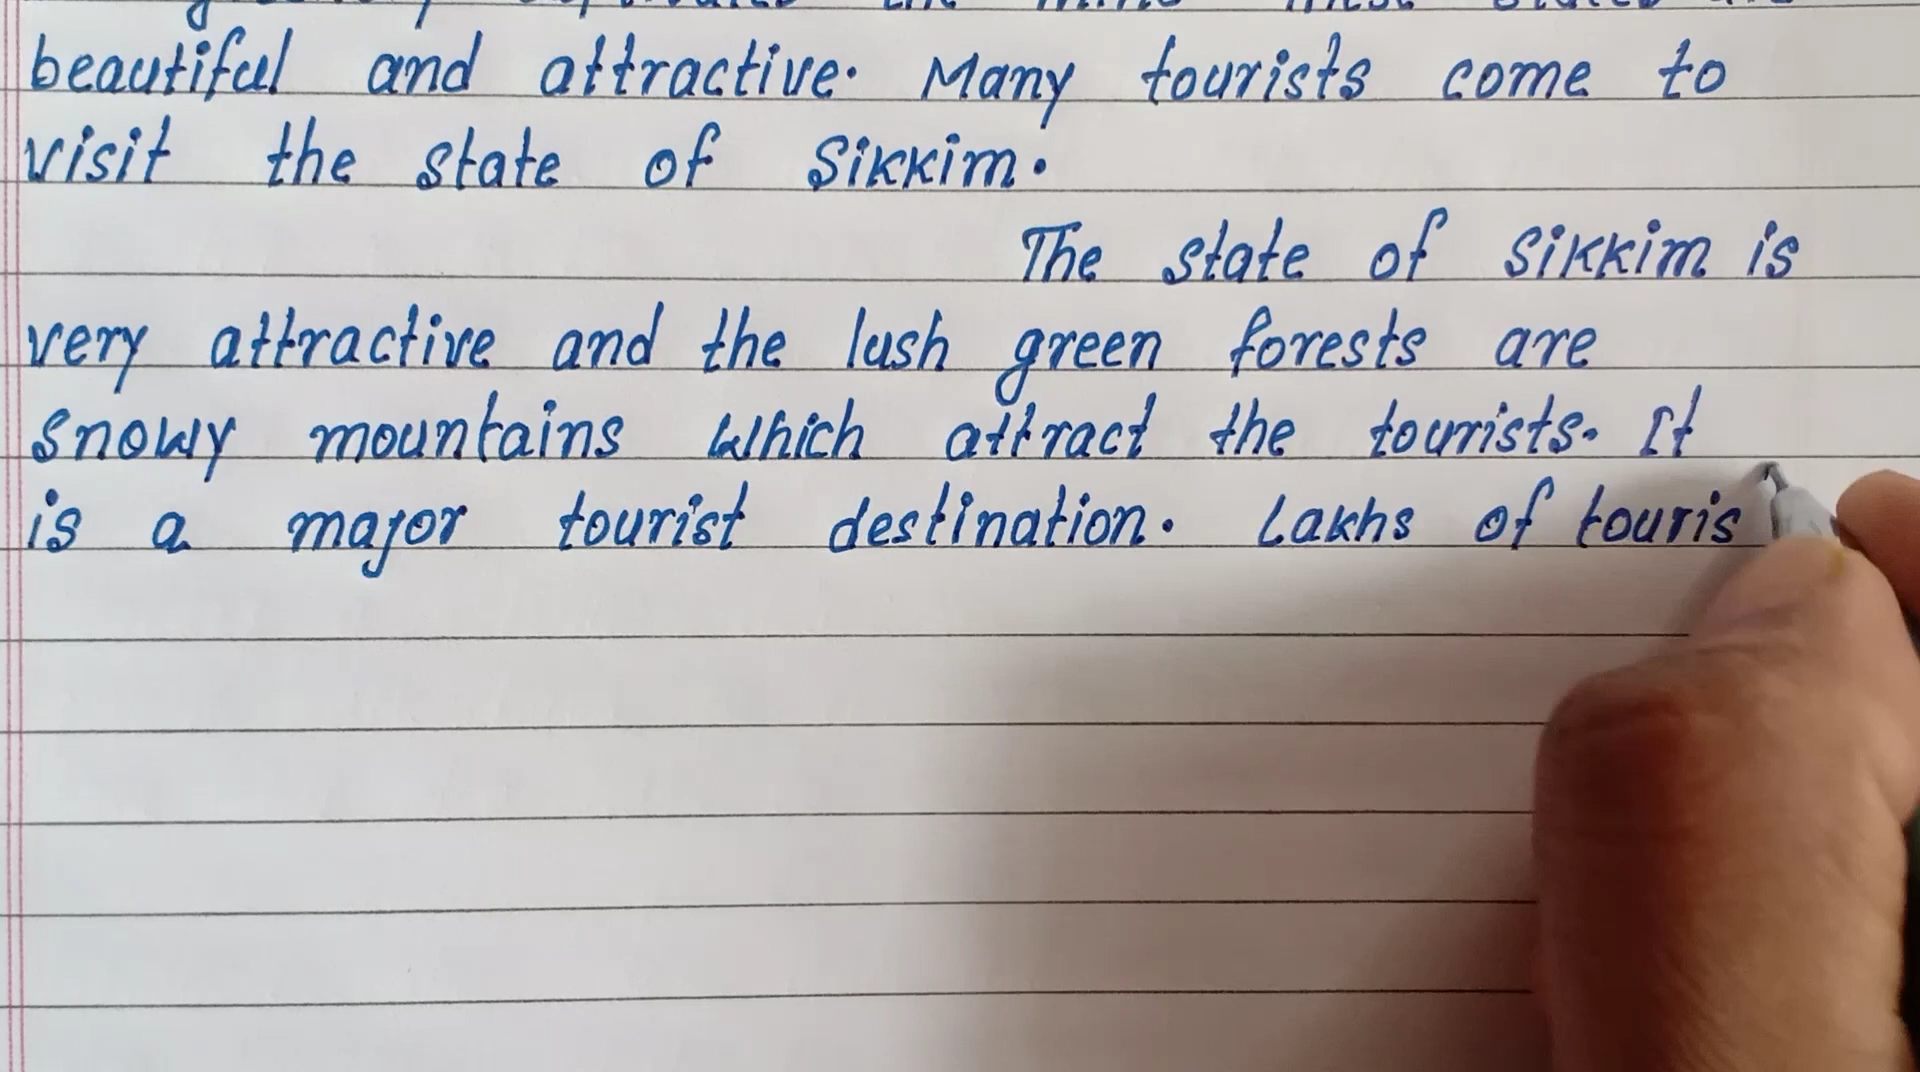 the
beautiful and attractive. Many tourists come to
visit the state of Sikkim.
The state of Sikkim is
very attractive and the lush green forests are
snowy mountains which attract the tourists. It
is a major tourist destination. Lakhs of touris